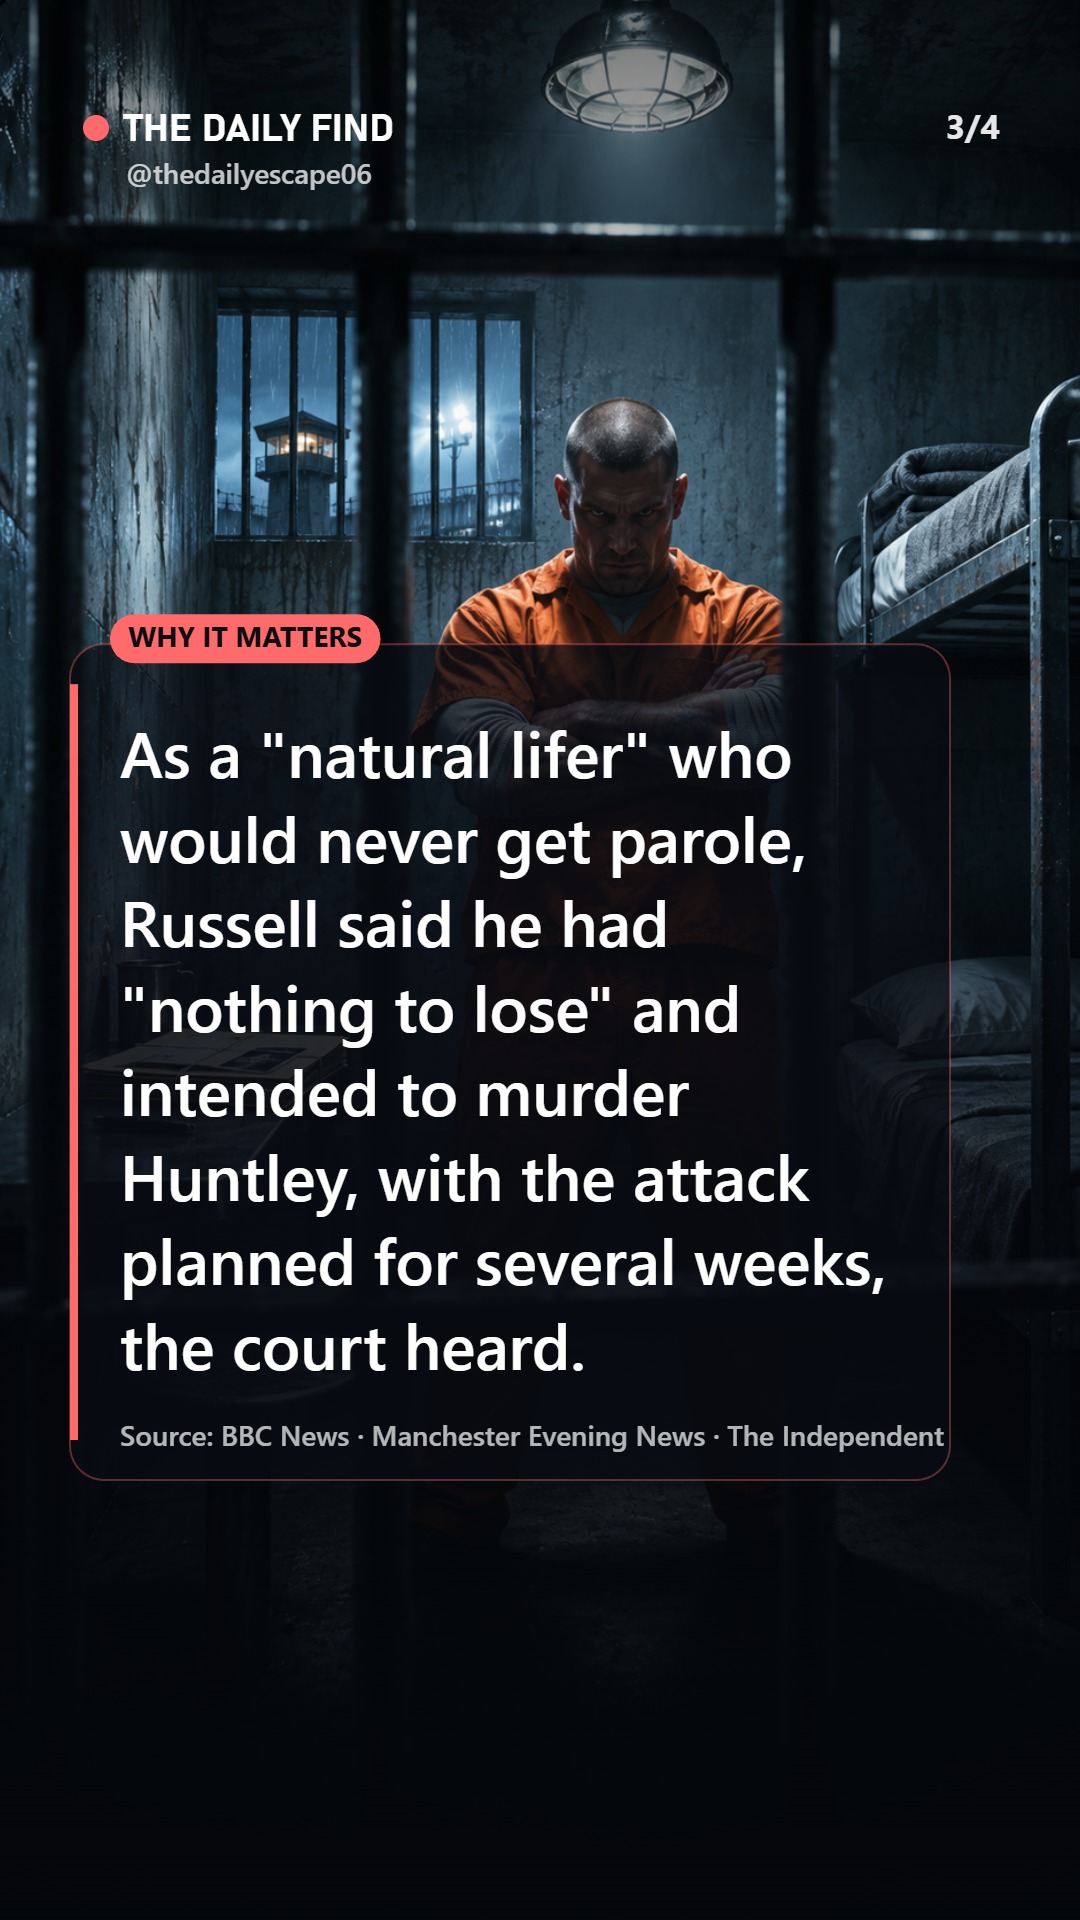 THE DAILY FIND
3/4
@thedailyescape06
WHY IT MATTERS
As a "natural lifer" who
would never get parole,
Russell said he had
"nothing to lose" and
intended to murder
Huntley, with the attack
planned for several weeks,
the court heard.
Source: BBC News · Manchester Evening News · The Independent